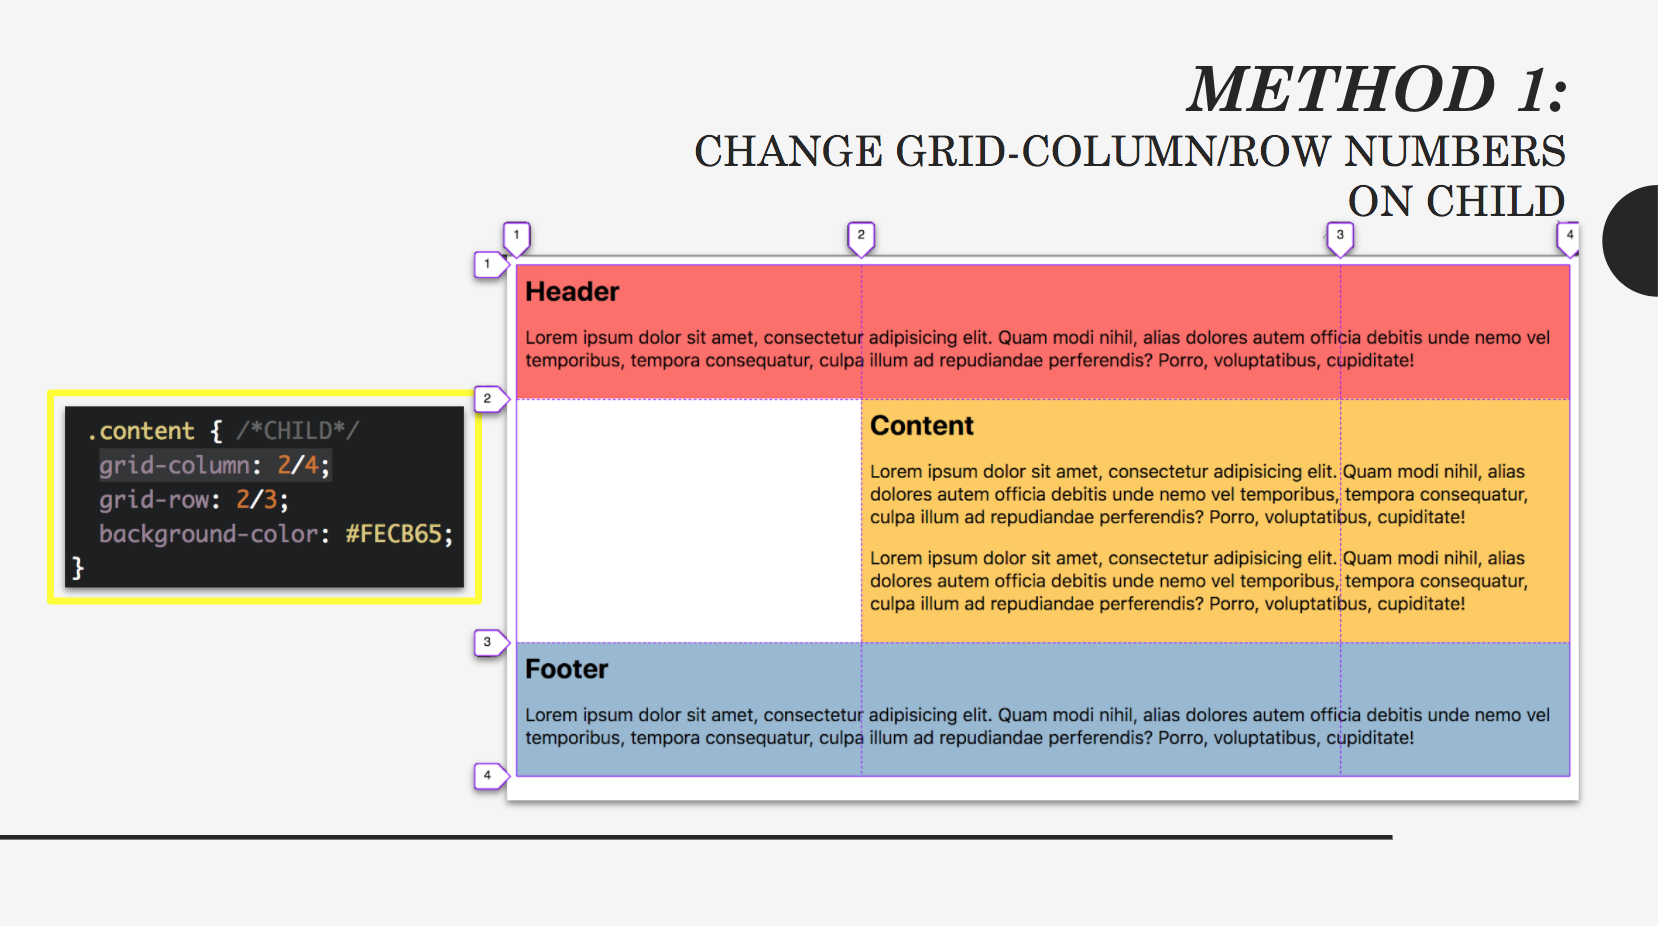 METHOD 1:
CHANGE GRID-COLUMN/ROW NUMBERS
ON CHILD
1
2
3
4
1
Header
Lorem ipsum dolor sit amet, consectetur adipisicing elit. Quam modi nihil, alias dolores autem officia debitis unde nemo vel
temporibus, tempora consequatur, culpa illum ad repudiandae perferendis? Porro, voluptatibus, cupiditate!
2
.content { /*CHILD*/
grid-column: 2/4;
grid-row: 2/3;
background-color: #FECB65;
}
Content
Lorem ipsum dolor sit amet, consectetur adipisicing elit. Quam modi nihil, alias
dolores autem officia debitis unde nemo vel temporibus, tempora consequatur,
culpa illum ad repudiandae perferendis? Porro, voluptatibus, cupiditate!
Lorem ipsum dolor sit amet, consectetur adipisicing elit. Quam modi nihil, alias
dolores autem officia debitis unde nemo vel temporibus, tempora consequatur,
culpa illum ad repudiandae perferendis? Porro, voluptatibus, cupiditate!
3
Footer
Lorem ipsum dolor sit amet, consectetur adipisicing elit. Quam modi nihil, alias dolores autem officia debitis unde nemo vel
temporibus, tempora consequatur, culpa illum ad repudiandae perferendis? Porro, voluptatibus, cupiditate!
4